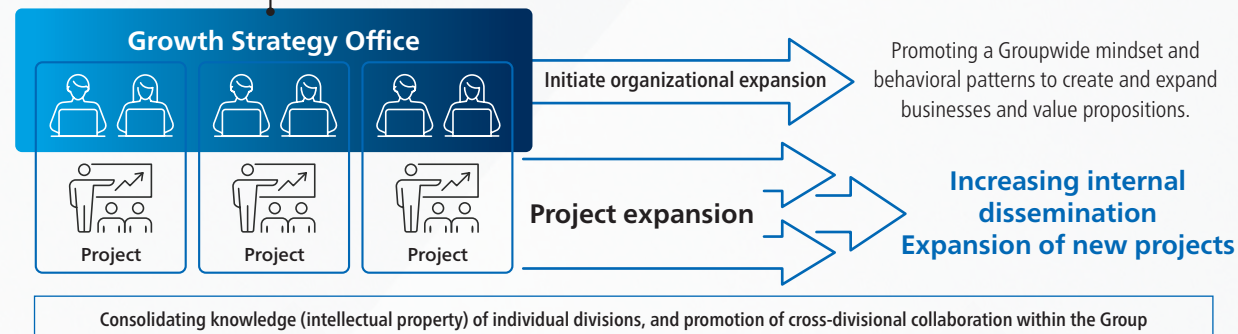 Growth Strategy Office
Project
Project
Project
Initiate organizational expansion
Promoting a Groupwide mindset and
behavioral patterns to create and expand
businesses and value propositions.
Project expansion
Increasing internal
dissemination
Expansion of new projects
Consolidating knowledge (intellectual property) of individual divisions, and promotion of cross-divisional collaboration within the Group